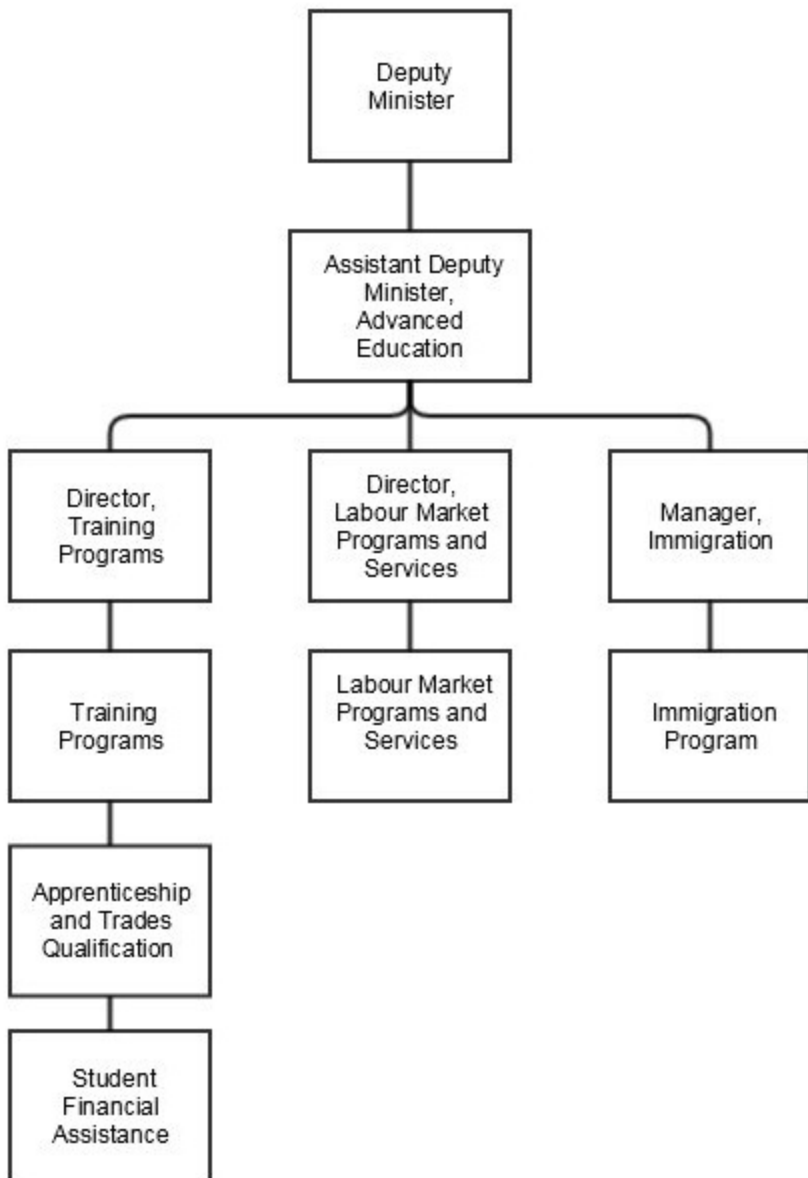 Deputy
Minister
Assistant Deputy
Minister,
Advanced
Education
Director,
Training
Programs
Director,
Labour Market
Programs and
Services
Manager,
Immigration
Training
Programs
Labour Market
Programs and
Services
Immigration
Program
Apprenticeship
and Trades
Qualification
Student
Financial
Assistance